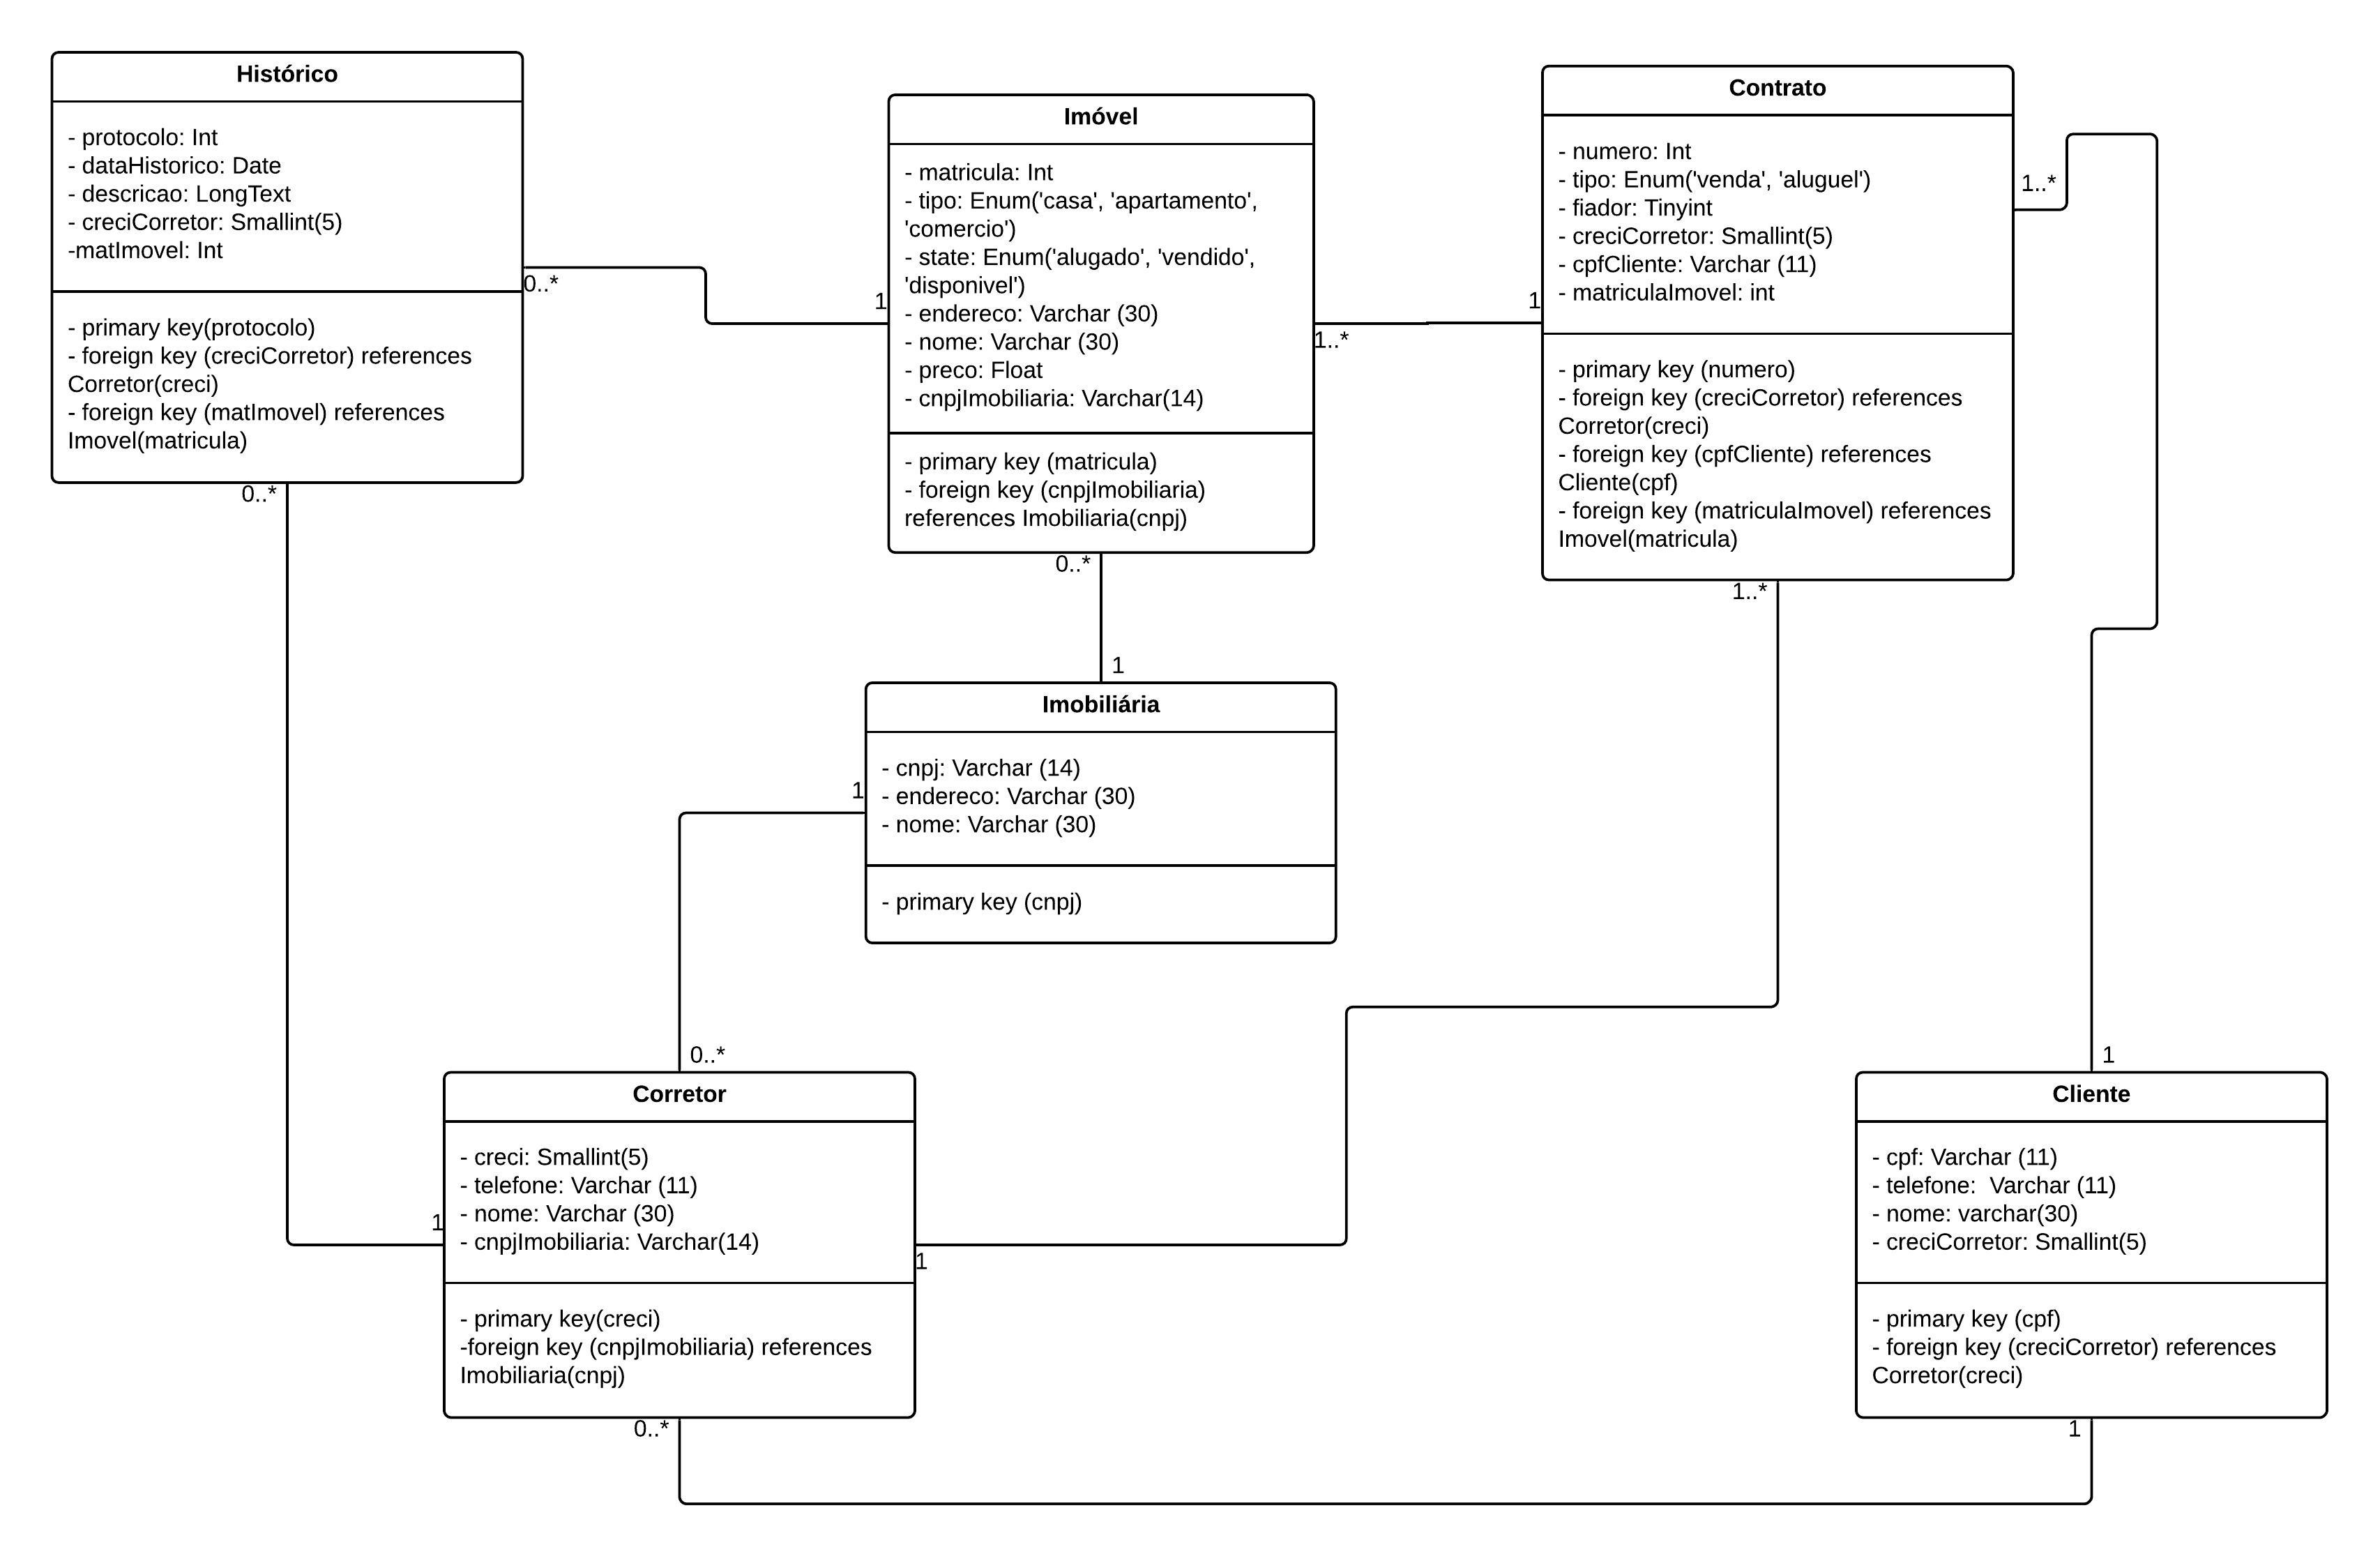 Histórico
- protocolo: Int
- dataHistorico: Date
- descricao: LongText
- creciCorretor: Smallint(5)
-matImovel: Int
- primary key(protocolo)
- foreign key (creciCorretor) references
Corretor(creci)
- foreign key (matImovel) references
Imovel(matricula)
0..*
1
0..*
Imóvel
- matricula: Int
- tipo: Enum('casa', 'apartamento',
'comercio')
- state: Enum('alugado', 'vendido',
'disponivel')
- endereco: Varchar (30)
- nome: Varchar (30)
- preco: Float
- cnpjImobiliaria: Varchar(14)
- primary key (matricula)
- foreign key (cnpjImobiliaria)
references Imobiliaria(cnpj)
1..*
1
0..*
1
Contrato
- numero: Int
- tipo: Enum('venda', 'aluguel')
- fiador: Tinyint
- creciCorretor: Smallint(5)
- cpfCliente: Varchar (11)
- matriculaImovel: int
- primary key (numero)
- foreign key (creciCorretor) references
Corretor(creci)
- foreign key (cpfCliente) references
Cliente(cpf)
- foreign key (matriculaImovel) references
Imovel(matricula)
1..*
1..*
Imobiliária
- cnpj: Varchar (14)
- endereco: Varchar (30)
- nome: Varchar (30)
- primary key (cnpj)
1
0..*
Corretor
- creci: Smallint(5)
- telefone: Varchar (11)
- nome: Varchar (30)
- cnpjImobiliaria: Varchar(14)
- primary key(creci)
-foreign key (cnpjImobiliaria) references
Imobiliaria(cnpj)
1
1
0..*
1
Cliente
- cpf: Varchar (11)
- telefone:  Varchar (11)
- nome: varchar(30)
- creciCorretor: Smallint(5)
- primary key (cpf)
- foreign key (creciCorretor) references
Corretor(creci)
1